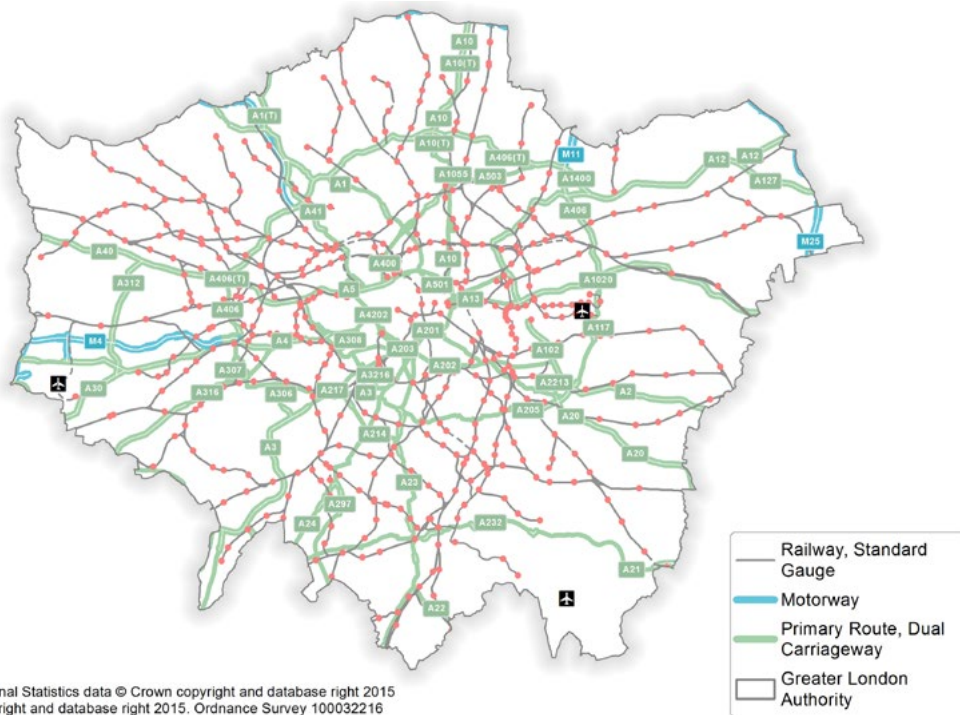 A10
A10(T)
A1(T)
A10
A10(T)
A406(T)
M11
A12
A12
A1055
A503
A1400
A127
A1
A41
A406
M25
A40
A400
A10
A312
A406(T)
A5
A501
A1020
A13
A406
A4202
A117
A201
M4
A4
A308
A203
A102
A307
A3216
A202
A30
A316
A306
A217
A3
A2213
A2
A205
A20
A3
A214
A20
A23
A297
A24
A232
A21
A22
Railway, Standard
Gauge
Motorway
Primary Route, Dual
Carriageway
Greater London
Authority
nal Statistics data © Crown copyright and database right 2015
right and database right 2015. Ordnance Survey 100032216